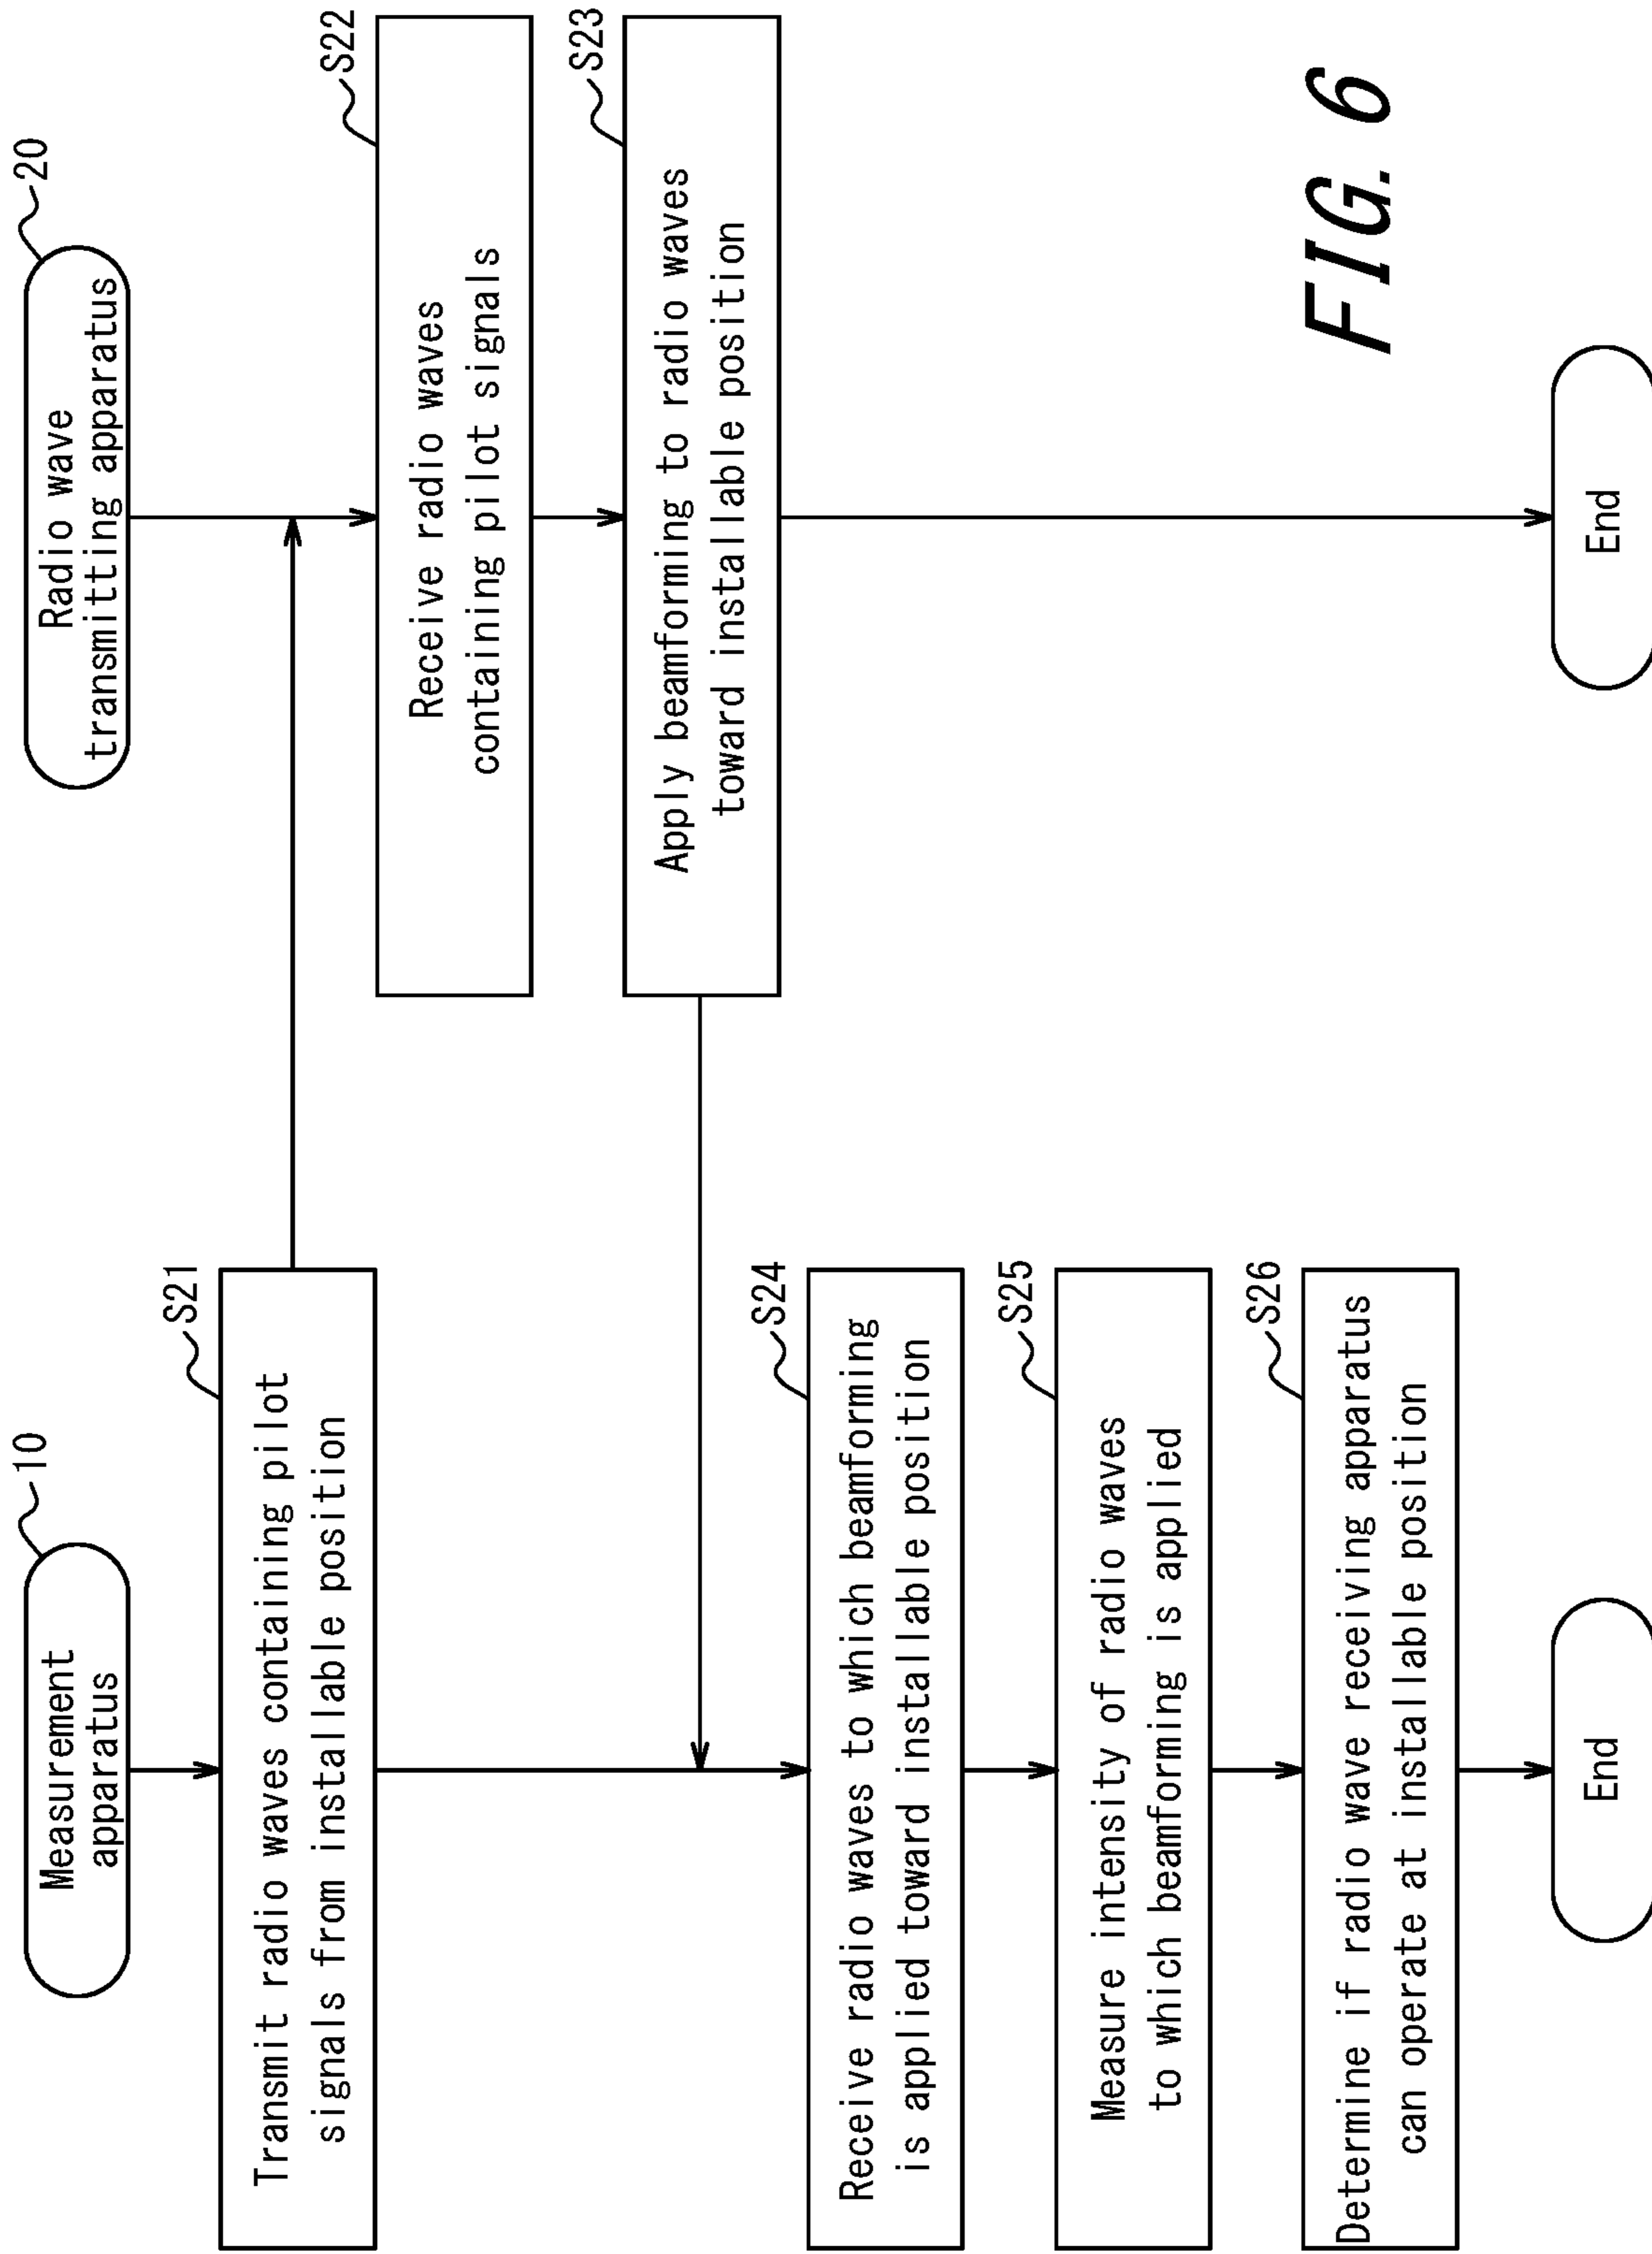 Measurement
apparatus
10
Transmit radio waves containing pilot
signals from installable position
S21
Radio wave
transmitting apparatus
20
Receive radio waves
containing pilot signals
S22
Apply beamforming to radio waves
toward installable position
S23
Receive radio waves to which beamforming
is applied toward installable position
S24
Measure intensity of radio waves
to which beamforming is applied
S25
Determine if radio wave receiving apparatus
can operate at installable position
S26
End
End
FIG. 6